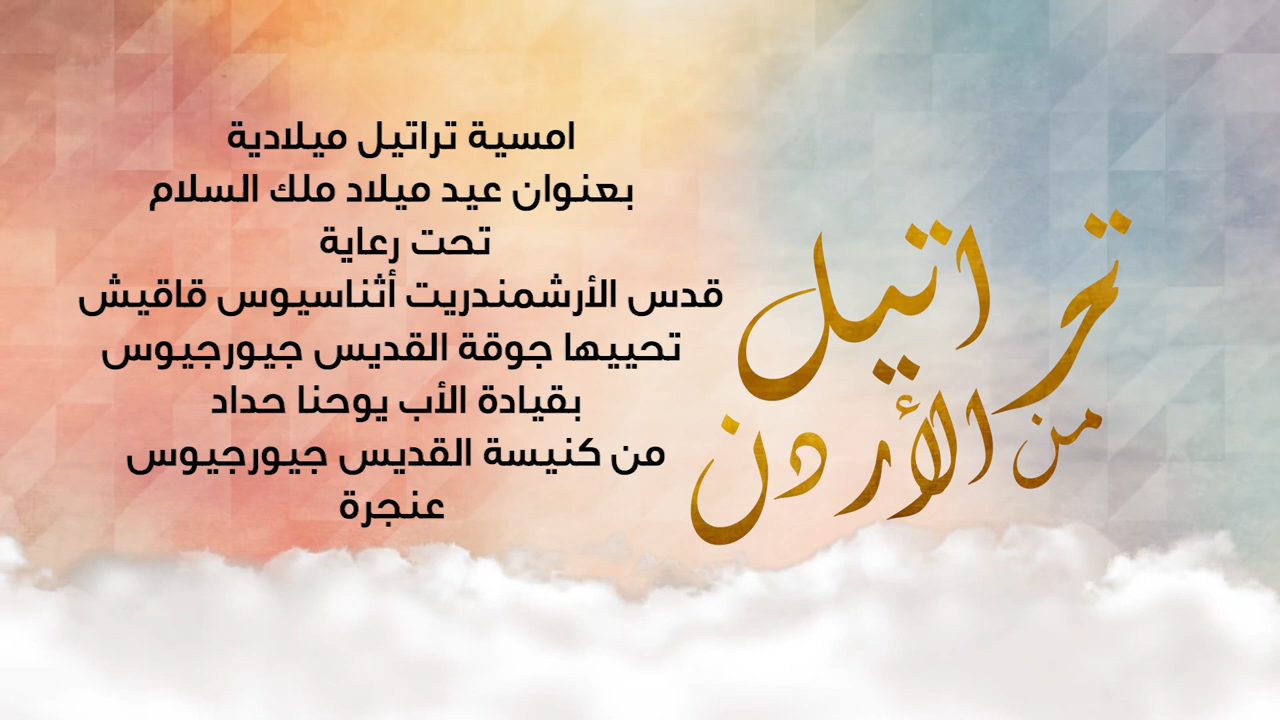 تراتيل
من الأردن
امسية تراتيل ميلادية
بعنوان عيد ميلاد ملك السلام
تحت رعاية
قدس الأرشمندريت أثناسيوس قاقيش
تحييها جوقة القديس جيورجيوس
بقيادة الأب يوحنا حداد
من كنيسة القديس جيورجيوس
عنجرة